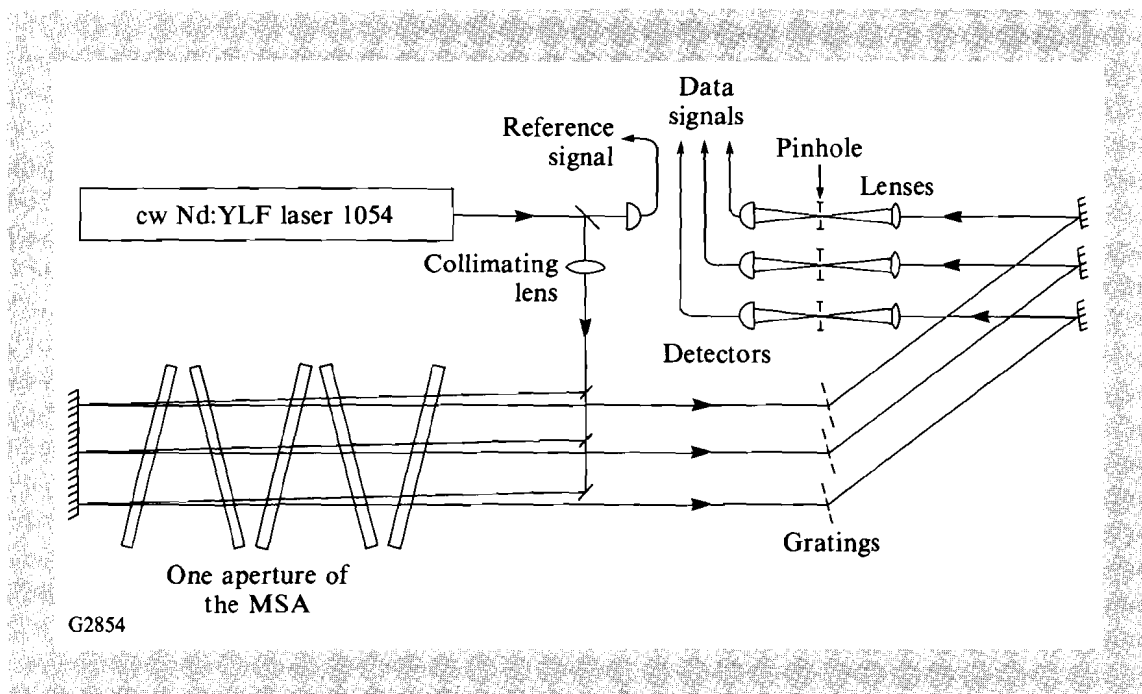 Data
signals
Reference
signal
Pinhole
Lenses
cw Nd:YLF laser 1054
Collimating
lens
Detectors
Gratings
One aperture of
the MSA
G2854